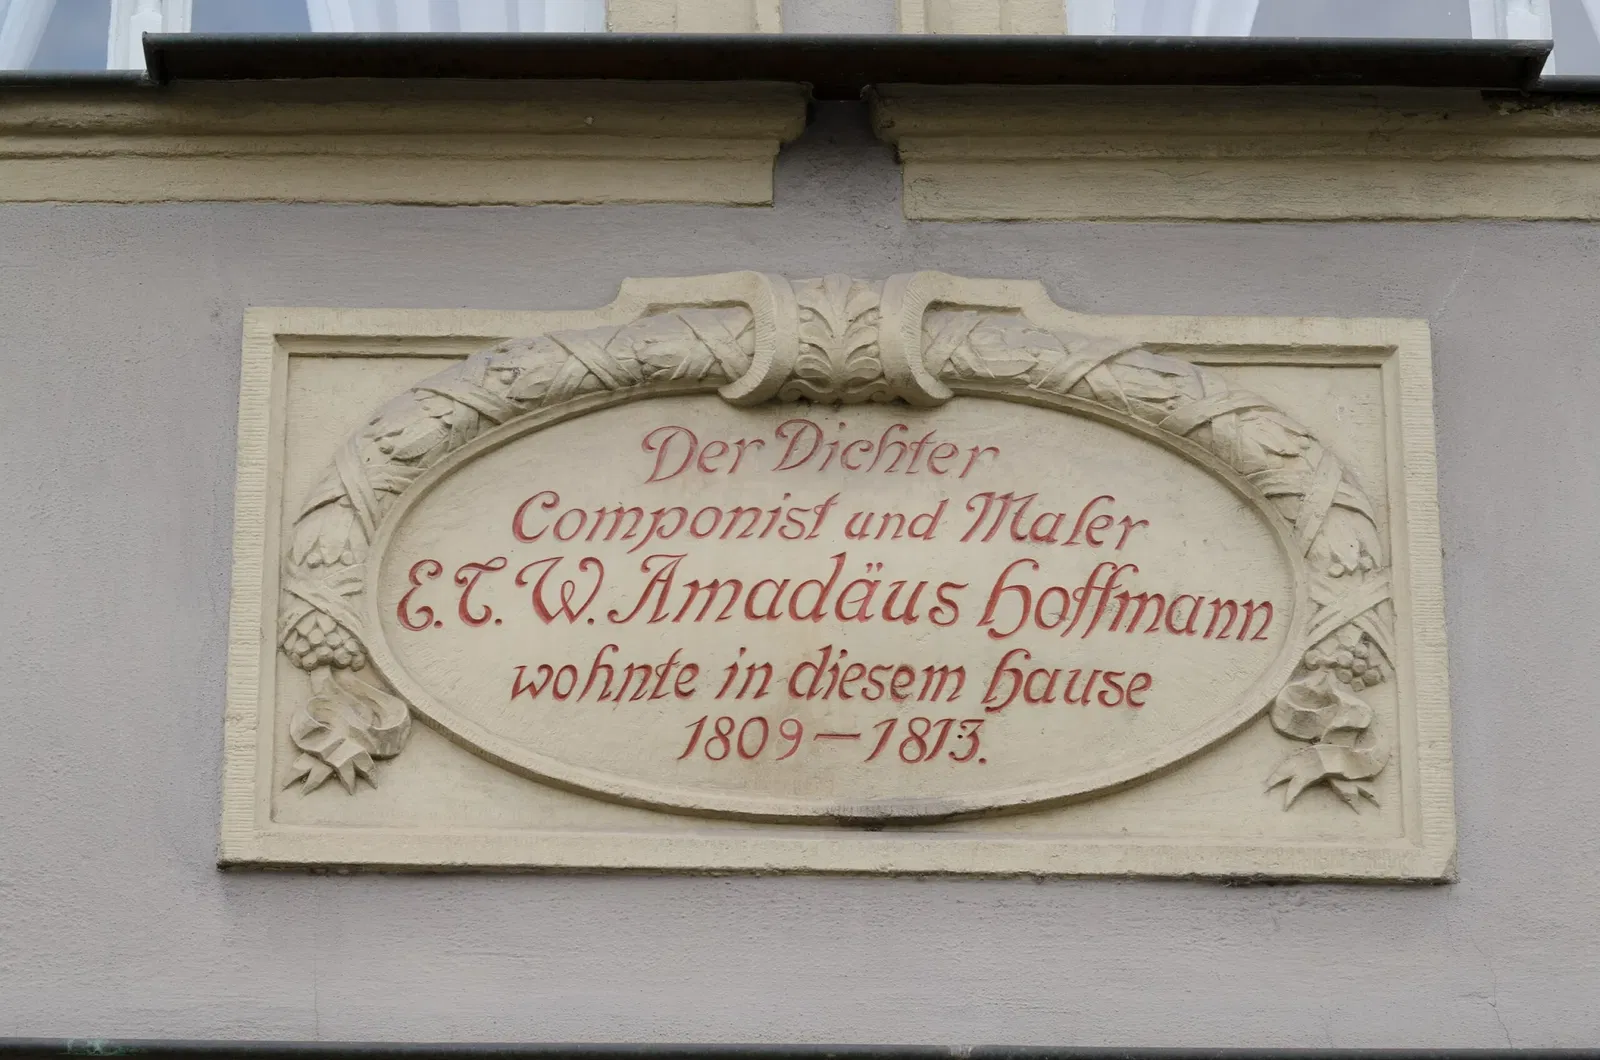 Der Dichter
Componist und Maler
E. T. W. Amadäus Hoffmann
wohnte in diesem Hause
1809–1813.